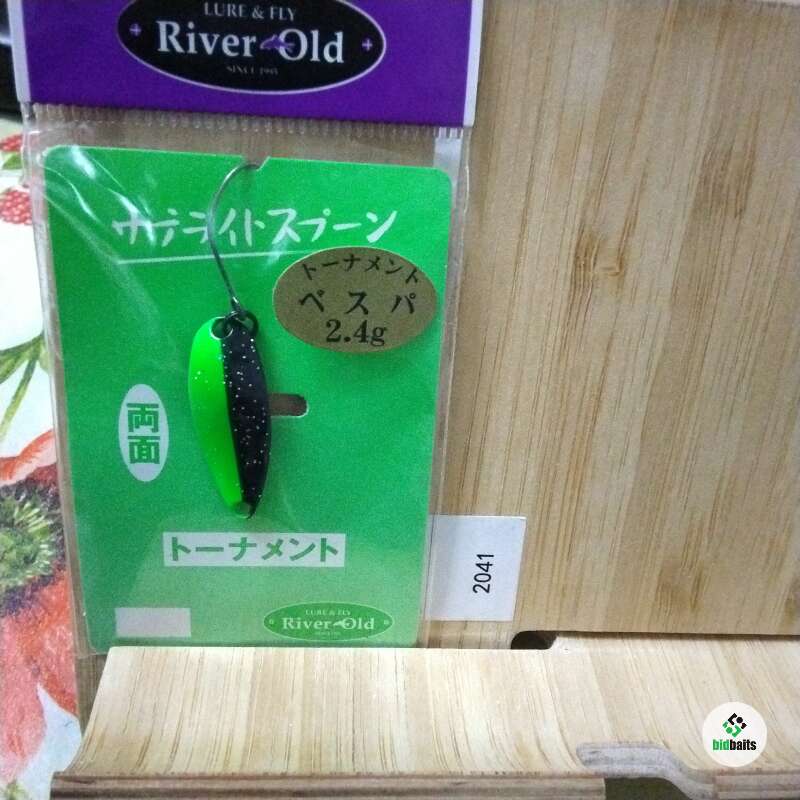 LURE & FLY
River Old
SINCE 1995
サテライトスプーン
トーナメント
ベスパ
2.4g
両面
トーナメント
2041
LURE & FLY
River Old
bidbaits